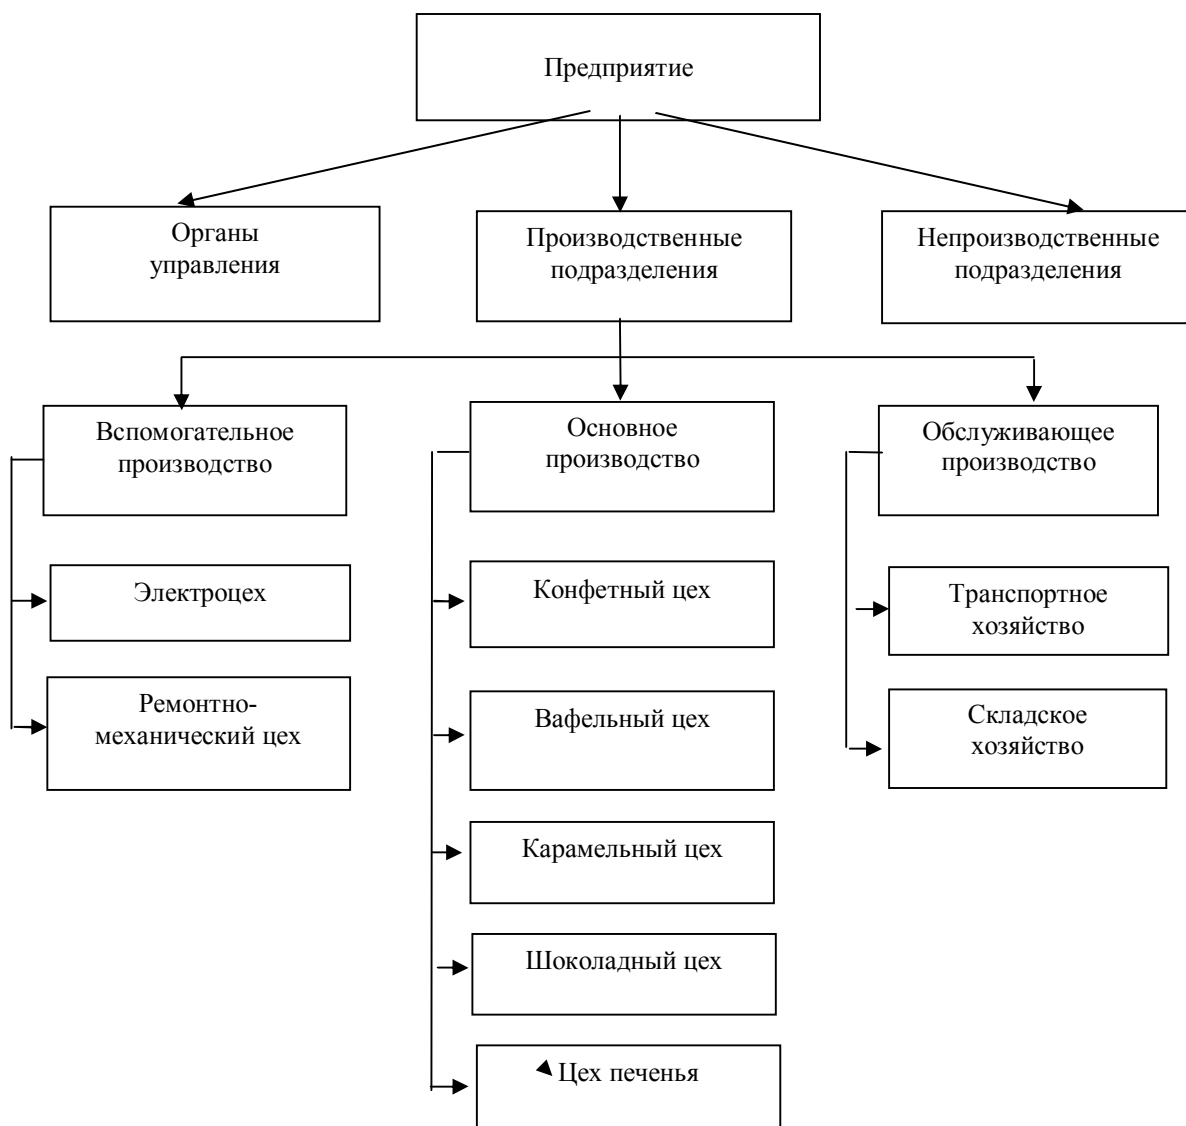 Предприятие
Органы
управления
Производственные
подразделения
Непроизводственные
подразделения
Вспомогательное
производство
Основное
производство
Обслуживающее
производство
Электроцех
Ремонтно-
механический цех
Конфетный цех
Вафельный цех
Карамельный цех
Шоколадный цех
Цех печенья
Транспортное
хозяйство
Складское
хозяйство